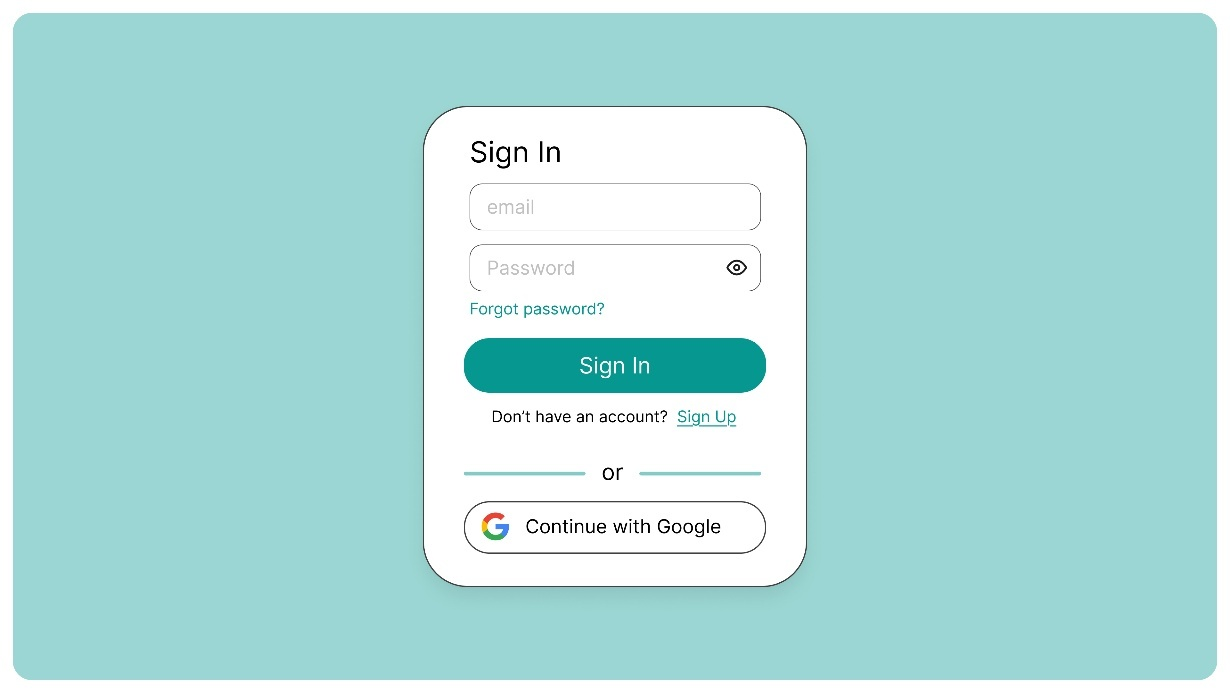 Sign In
email
Password
Forgot password?
Sign In
Don’t have an account? Sign Up
or
Continue with Google